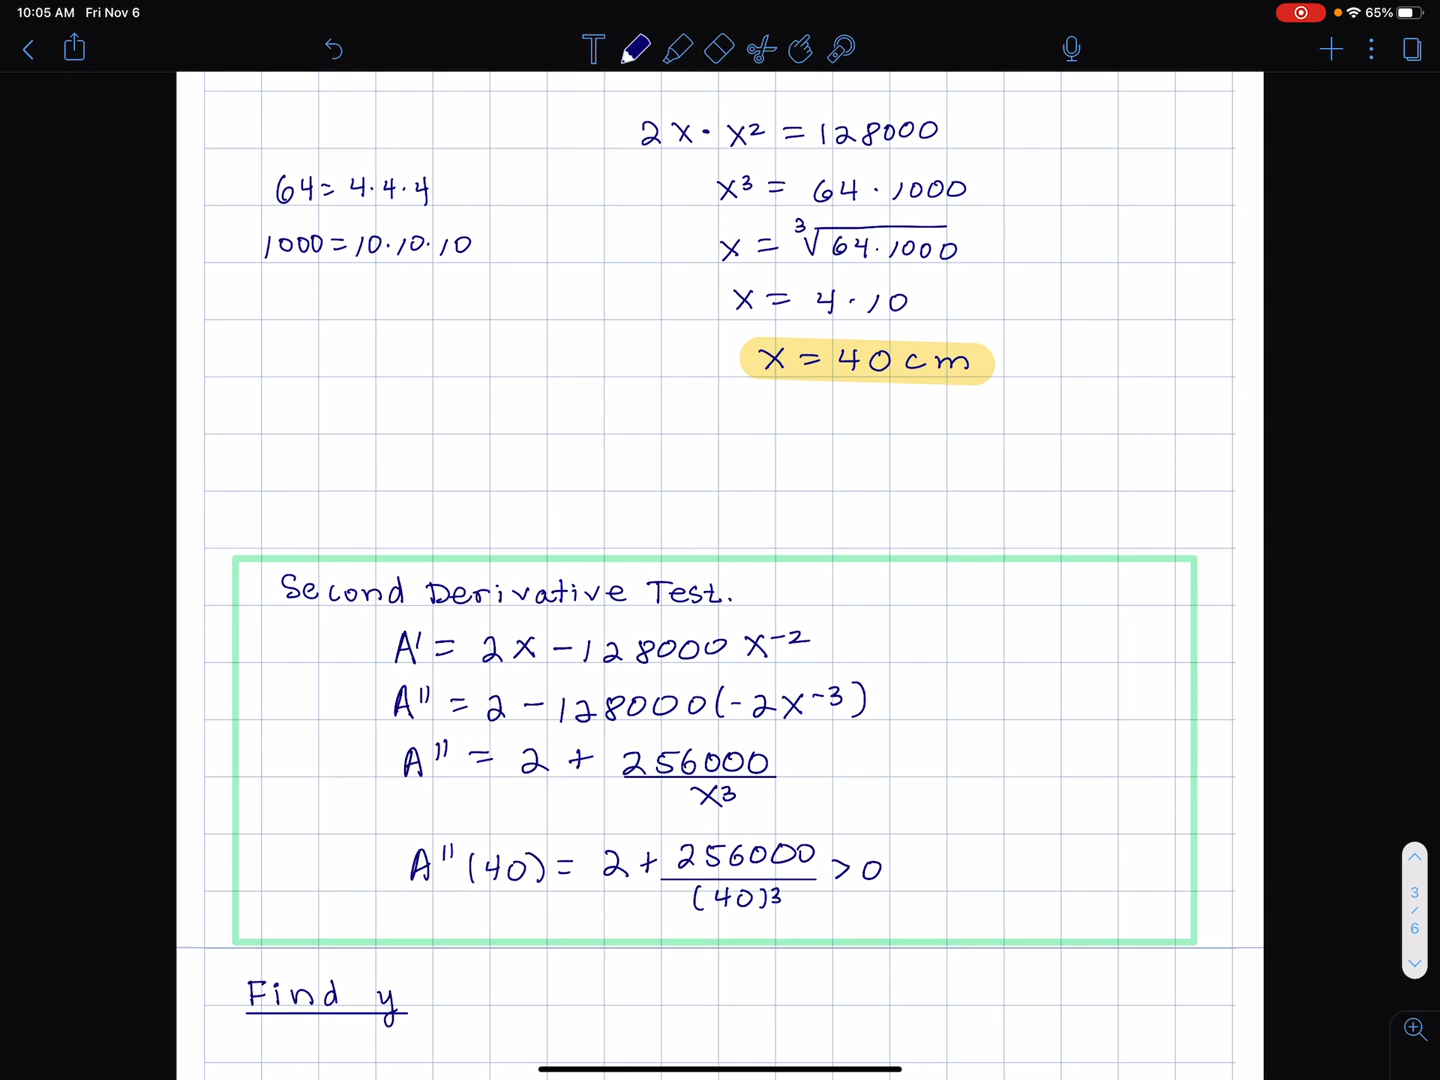 10:05 AM Fri Nov 6
65%
2x · x² = 128000
64 = 4·4·4
x³ = 64 · 1000
1000 = 10·10·10
x = ³√64·1000
x = 4 · 10
x = 40 cm
Second Derivative Test.
A' = 2x - 128000 x⁻²
A'' = 2 - 128000(-2x⁻³)
A'' = 2 + 256000/x³
A''(40) = 2 + 256000/(40)³ > 0
3 / 6
Find y